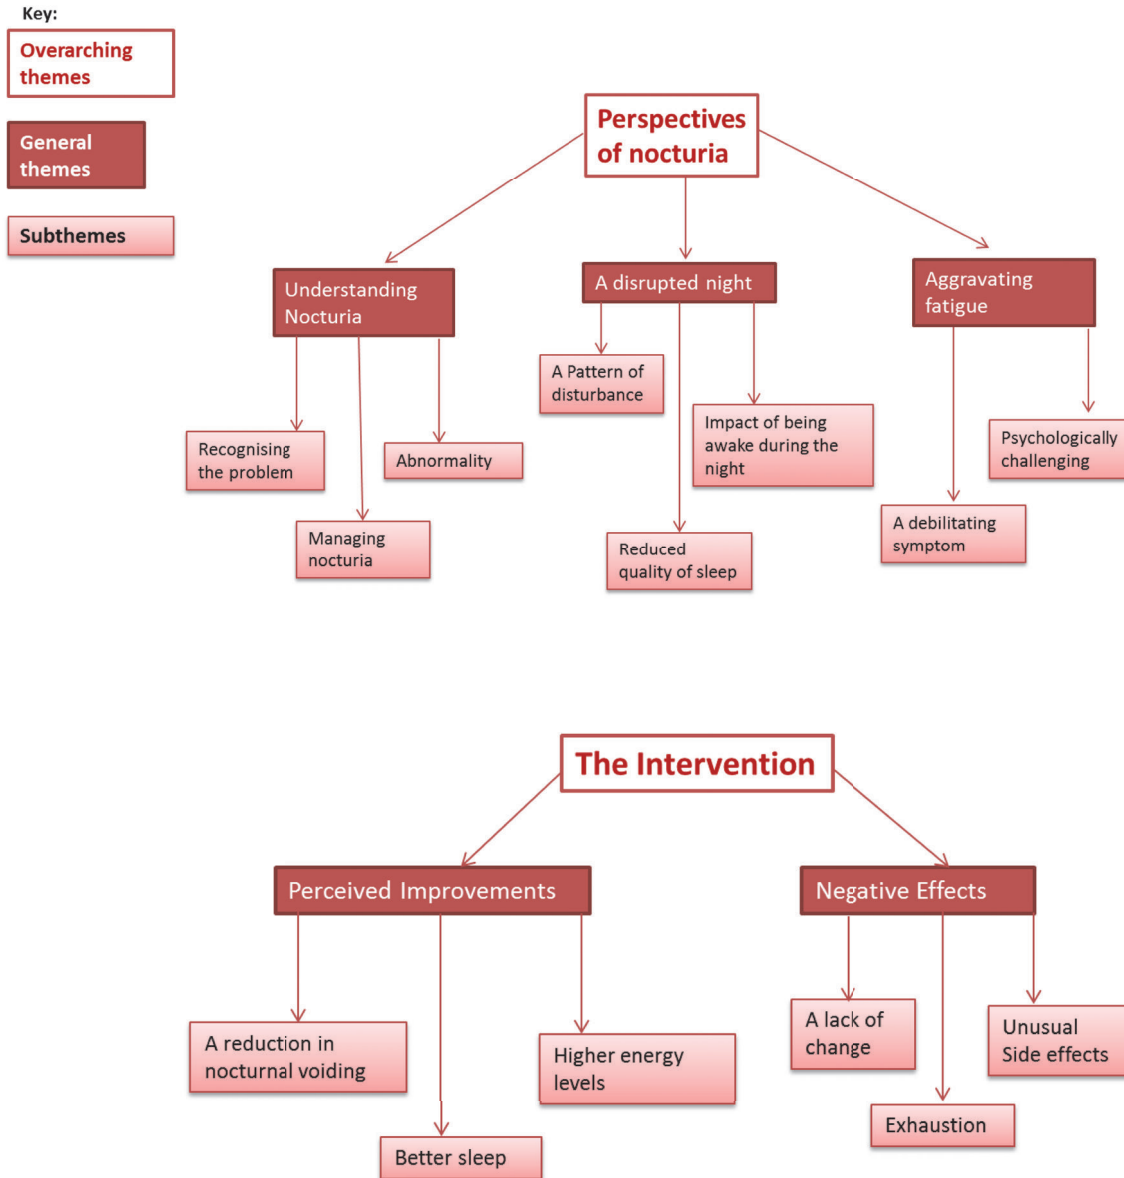 Key:
Overarching
themes
General
themes
Subthemes
Perspectives
of nocturia
Understanding
Nocturia
A disrupted night
Aggravating
fatigue
Recognising
the problem
Managing
nocturia
Abnormality
A Pattern of
disturbance
Reduced
quality of sleep
Impact of being
awake during the
night
A debilitating
symptom
Psychologically
challenging
The Intervention
Perceived Improvements
Negative Effects
A reduction in
nocturnal voiding
Better sleep
Higher energy
levels
A lack of
change
Exhaustion
Unusual
Side effects